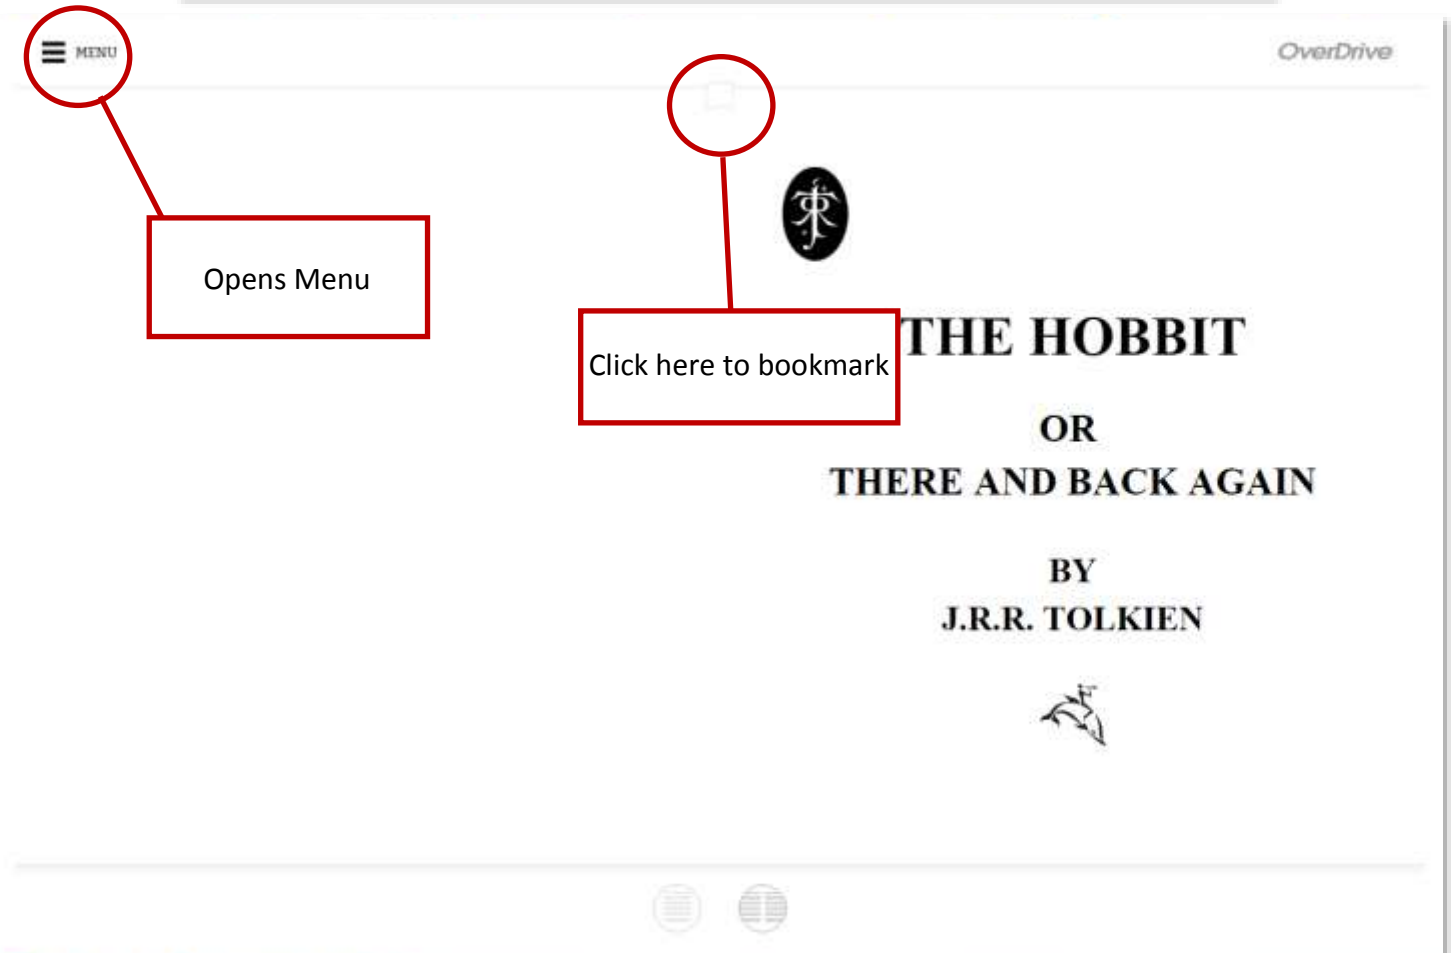 MENU
OverDrive
Opens Menu
Click here to bookmark
THE HOBBIT
OR
THERE AND BACK AGAIN
BY
J.R.R. TOLKIEN